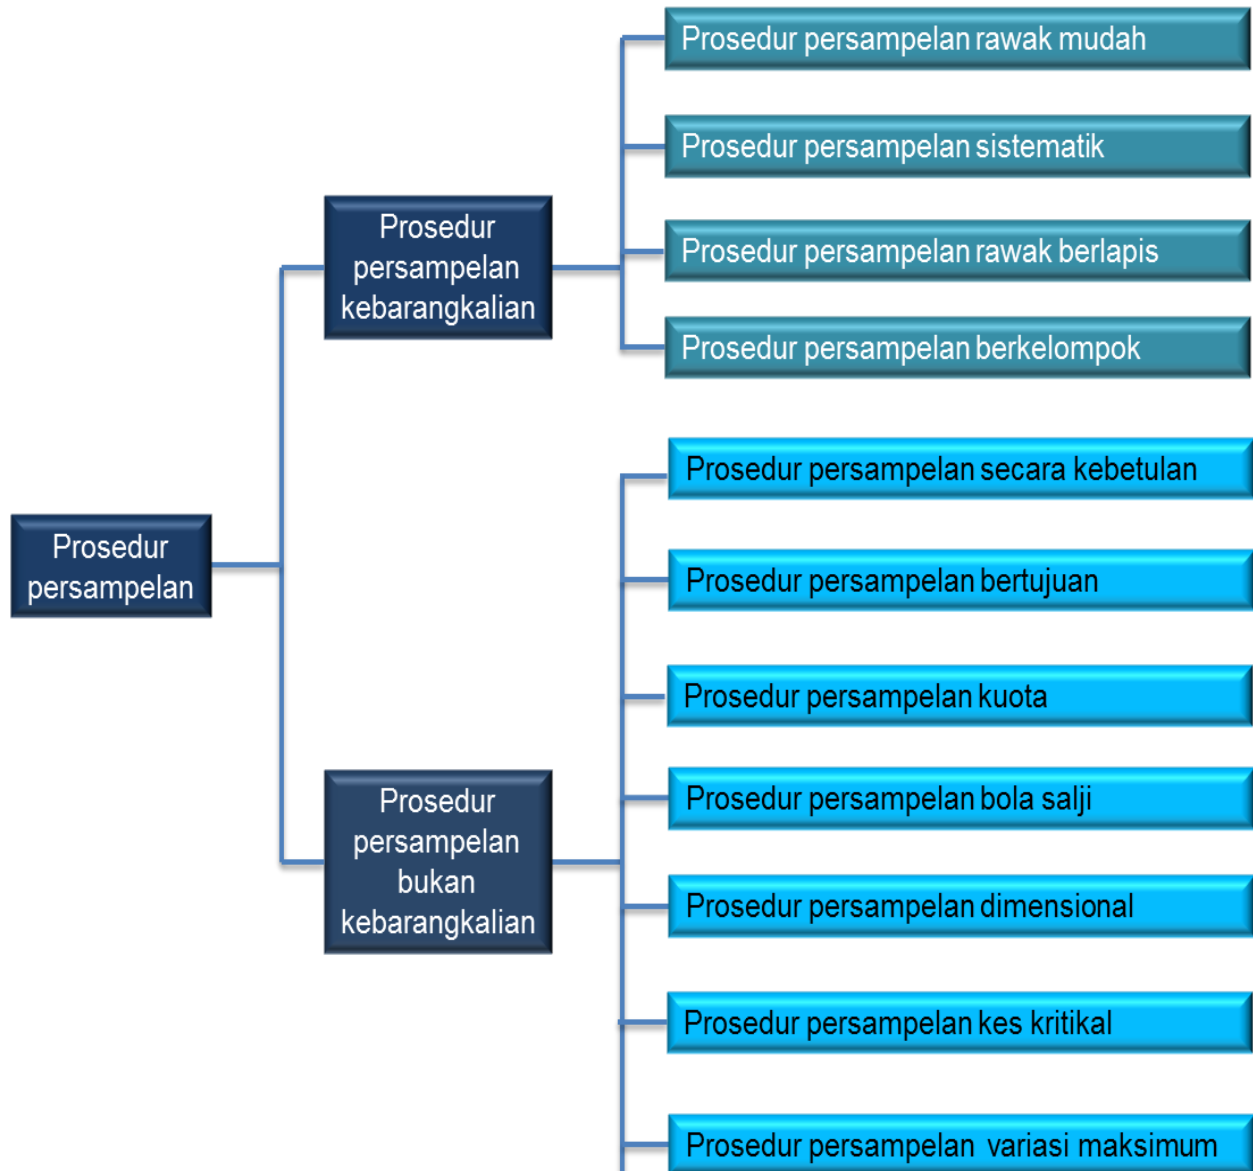 Prosedur
persampelan
Prosedur
persampelan
kebarangkalian
Prosedur persampelan rawak mudah
Prosedur persampelan sistematik
Prosedur persampelan rawak berlapis
Prosedur persampelan berkelompok
Prosedur
persampelan
bukan
kebarangkalian
Prosedur persampelan secara kebetulan
Prosedur persampelan bertujuan
Prosedur persampelan kuota
Prosedur persampelan bola salji
Prosedur persampelan dimensional
Prosedur persampelan kes kritikal
Prosedur persampelan variasi maksimum